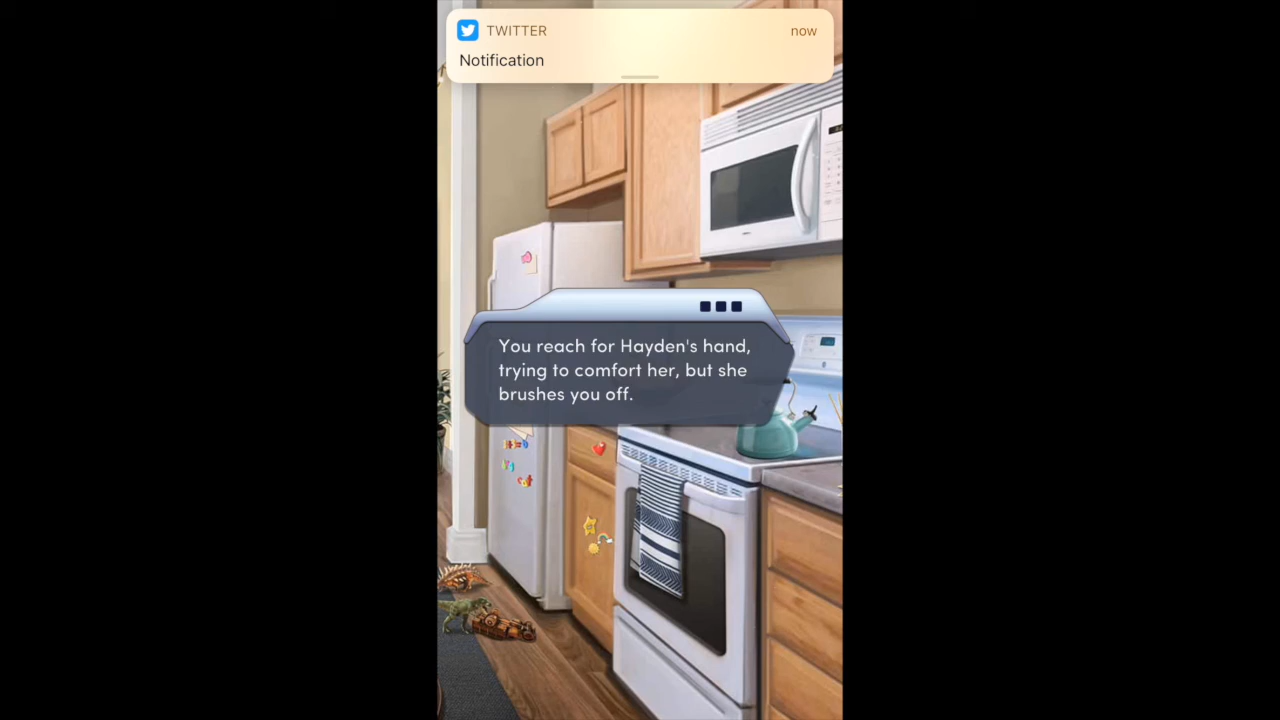 TWITTER now
Notification
You reach for Hayden's hand,
trying to comfort her, but she
brushes you off.